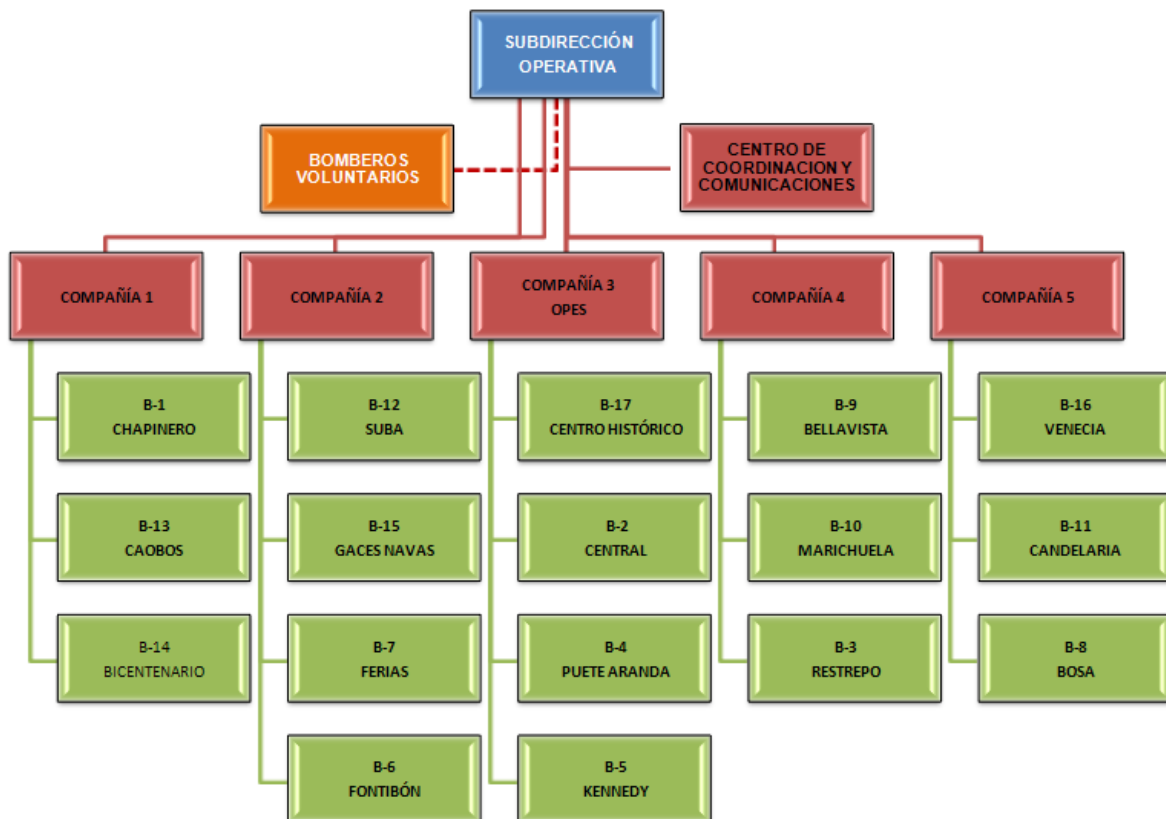 SUBDIRECCIÓN
OPERATIVA
BOMBEROS
VOLUNTARIOS
CENTRO DE
COORDINACION Y
COMUNICACIONES
COMPAÑÍA 1
COMPAÑÍA 2
COMPAÑÍA 3
OPES
COMPAÑÍA 4
COMPAÑÍA 5
B-1
CHAPINERO
B-12
SUBA
B-17
CENTRO HISTÓRICO
B-9
BELLAVISTA
B-16
VENECIA
B-13
CAOBOS
B-15
GACES NAVAS
B-2
CENTRAL
B-10
MARICHUELA
B-11
CANDELARIA
B-14
BICENTENARIO
B-7
FERIAS
B-4
PUETE ARANDA
B-3
RESTREPO
B-8
BOSA
B-6
FONTIBÓN
B-5
KENNEDY